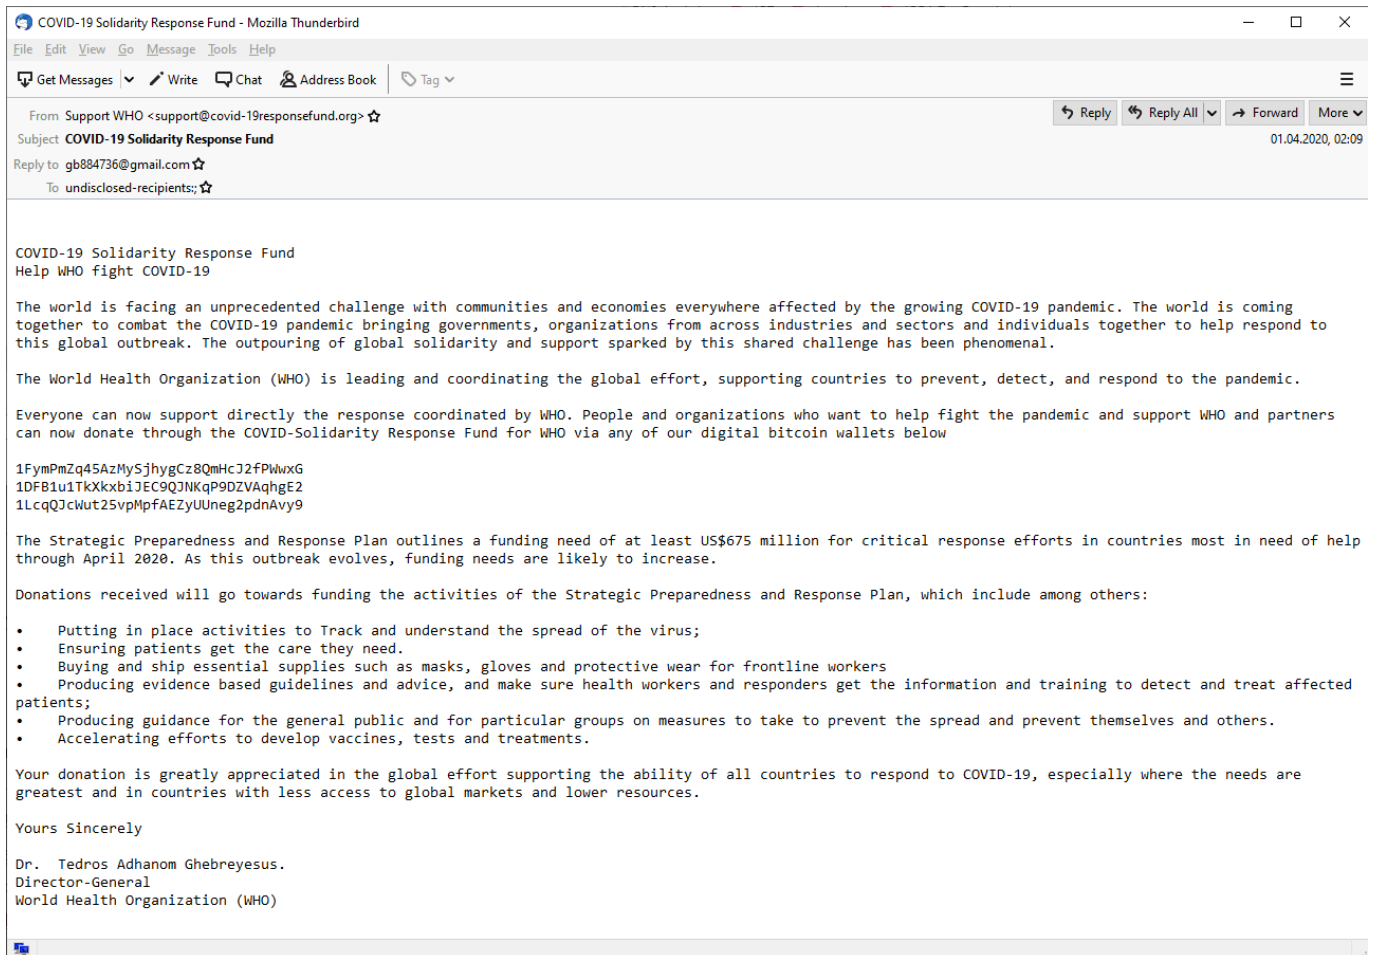 COVID-19 Solidarity Response Fund - Mozilla Thunderbird
File Edit View Go Message Tools Help
Get Messages Write Chat Address Book Tag
From Support WHO <support@covid-19responsefund.org> Reply Reply All Forward More
Subject COVID-19 Solidarity Response Fund 01.04.2020, 02:09
Reply to gb884736@gmail.com
To undisclosed-recipients:;
COVID-19 Solidarity Response Fund
Help WHO fight COVID-19
The world is facing an unprecedented challenge with communities and economies everywhere affected by the growing COVID-19 pandemic. The world is coming
together to combat the COVID-19 pandemic bringing governments, organizations from across industries and sectors and individuals together to help respond to
this global outbreak. The outpouring of global solidarity and support sparked by this shared challenge has been phenomenal.
The World Health Organization (WHO) is leading and coordinating the global effort, supporting countries to prevent, detect, and respond to the pandemic.
Everyone can now support directly the response coordinated by WHO. People and organizations who want to help fight the pandemic and support WHO and partners
can now donate through the COVID-Solidarity Response Fund for WHO via any of our digital bitcoin wallets below
1FymPmZq45AzMySjhygCz8QmHcJ2fPWwxG
1DFB1u1TkXkxbiJEC9QJNKqP9DZVAqhgE2
1LcqQJcWut25vpMpfAEZyUUneg2pdnAvy9
The Strategic Preparedness and Response Plan outlines a funding need of at least US$675 million for critical response efforts in countries most in need of help
through April 2020. As this outbreak evolves, funding needs are likely to increase.
Donations received will go towards funding the activities of the Strategic Preparedness and Response Plan, which include among others:
• Putting in place activities to Track and understand the spread of the virus;
• Ensuring patients get the care they need.
• Buying and ship essential supplies such as masks, gloves and protective wear for frontline workers
• Producing evidence based guidelines and advice, and make sure health workers and responders get the information and training to detect and treat affected
patients;
• Producing guidance for the general public and for particular groups on measures to take to prevent the spread and prevent themselves and others.
• Accelerating efforts to develop vaccines, tests and treatments.
Your donation is greatly appreciated in the global effort supporting the ability of all countries to respond to COVID-19, especially where the needs are
greatest and in countries with less access to global markets and lower resources.
Yours Sincerely
Dr. Tedros Adhanom Ghebreyesus.
Director-General
World Health Organization (WHO)